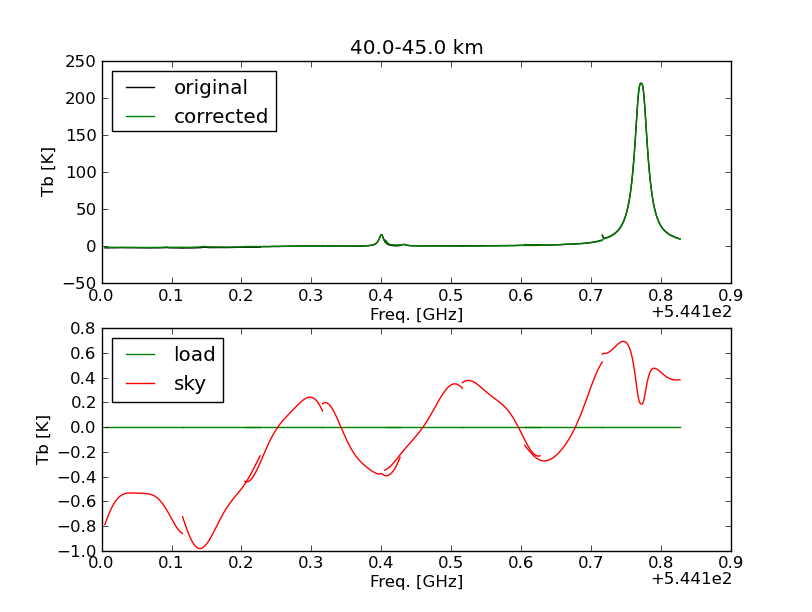 40.0-45.0 km
250
200
150
100
50
0
−50
Tb [K]
original
corrected
0.0 0.1 0.2 0.3 0.4 0.5 0.6 0.7 0.8 0.9
Freq. [GHz]
+5.441e2
0.8
0.6
0.4
0.2
0.0
−0.2
−0.4
−0.6
−0.8
−1.0
Tb [K]
load
sky
0.0 0.1 0.2 0.3 0.4 0.5 0.6 0.7 0.8 0.9
Freq. [GHz]
+5.441e2